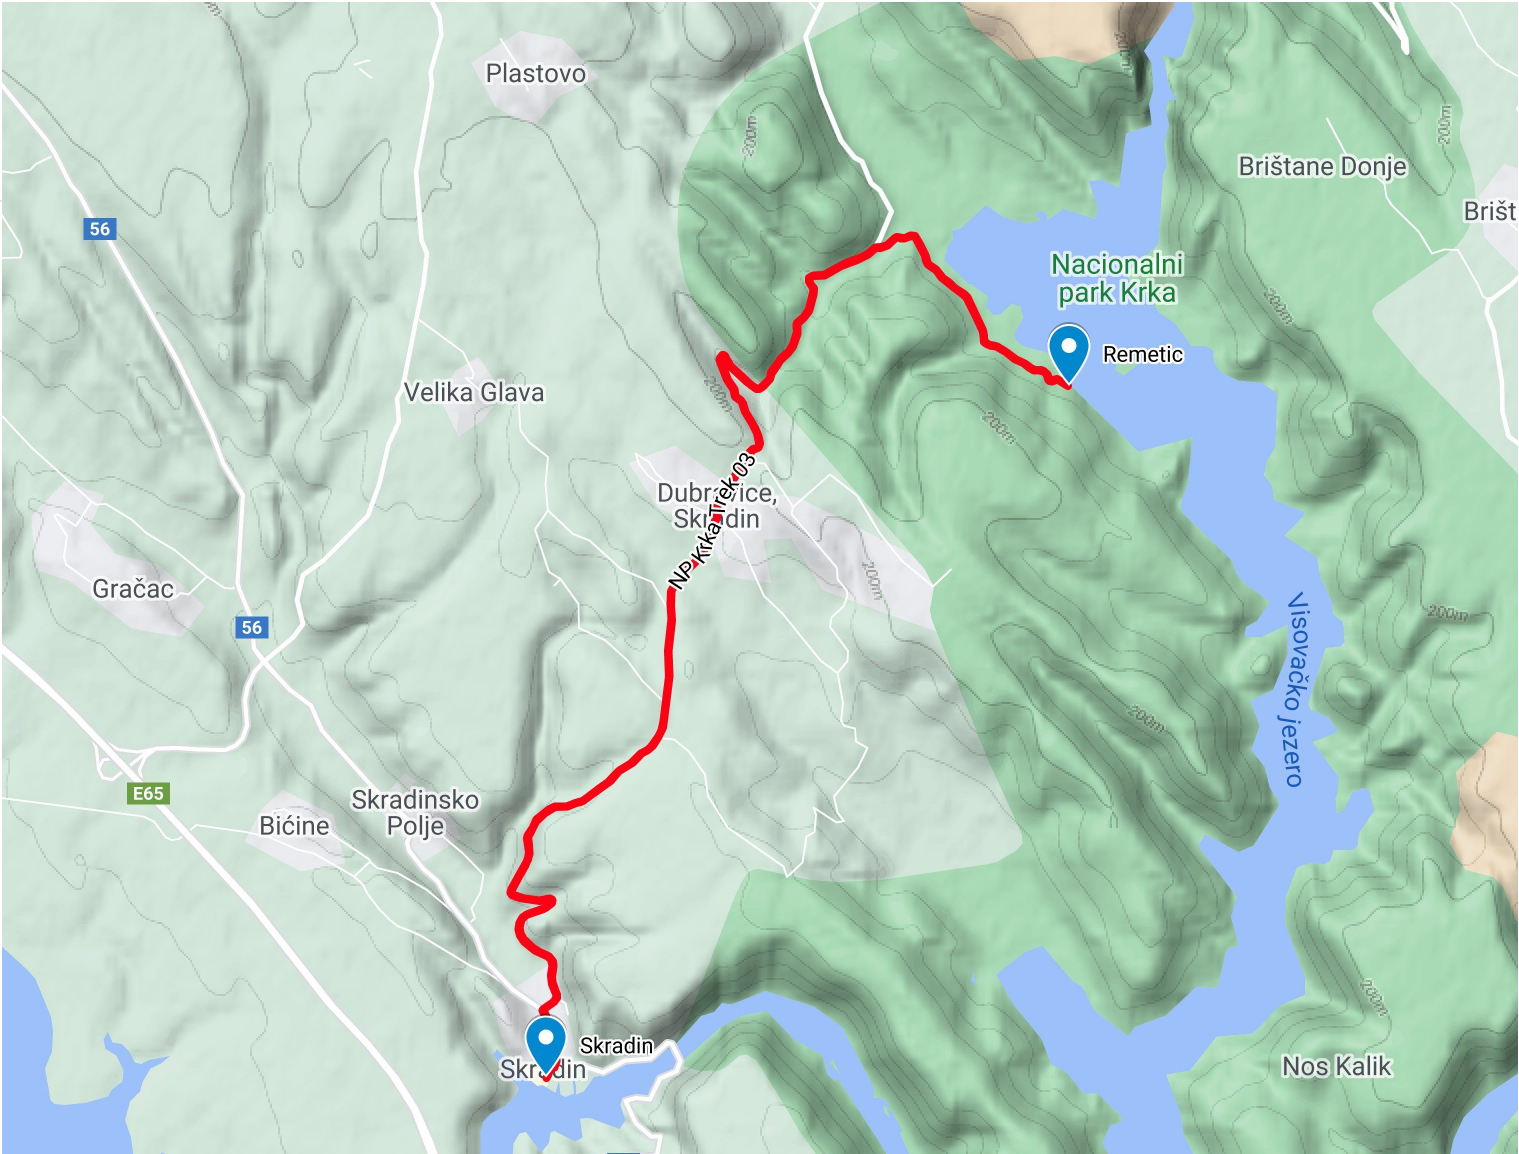 200m
Plastovo
200m
200m
200m
Brištane Donje
Brišt
56
Nacionalni
park Krka
200m
Remetic
Velika Glava
200m
200m
NP Krka Trek 03
Dubravice,
Skradin
200m
Gračac
56
200m
Visovačko jezero
200m
E65
Skradinsko
Polje
Bićine
200m
Skradin
Skradin
Nos Kalik